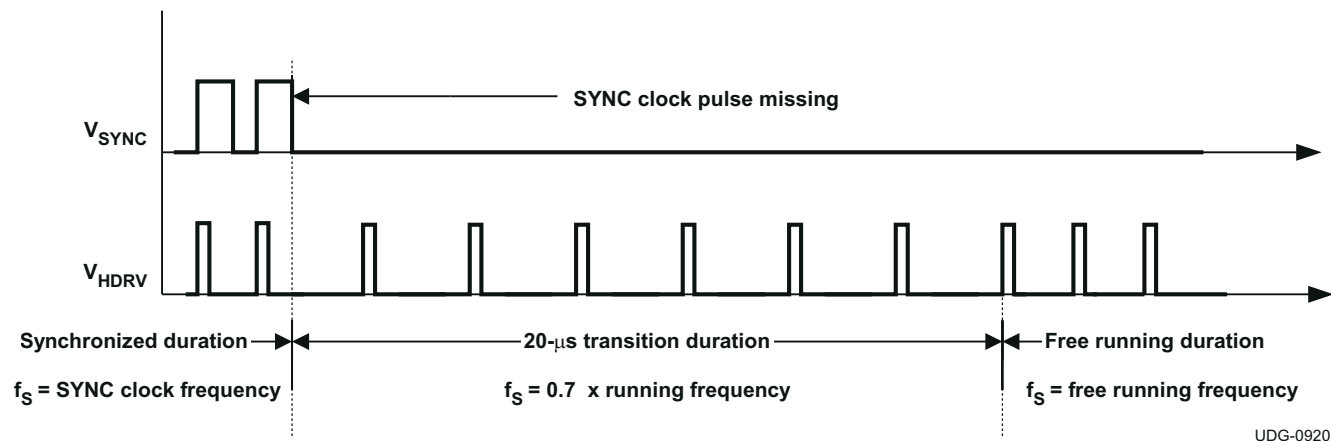 SYNC clock pulse missing
V_SYNC
V_HDRV
Synchronized duration
20-μs transition duration
Free running duration
f_S = SYNC clock frequency
f_S = 0.7 x running frequency
f_S = free running frequency
UDG-0920